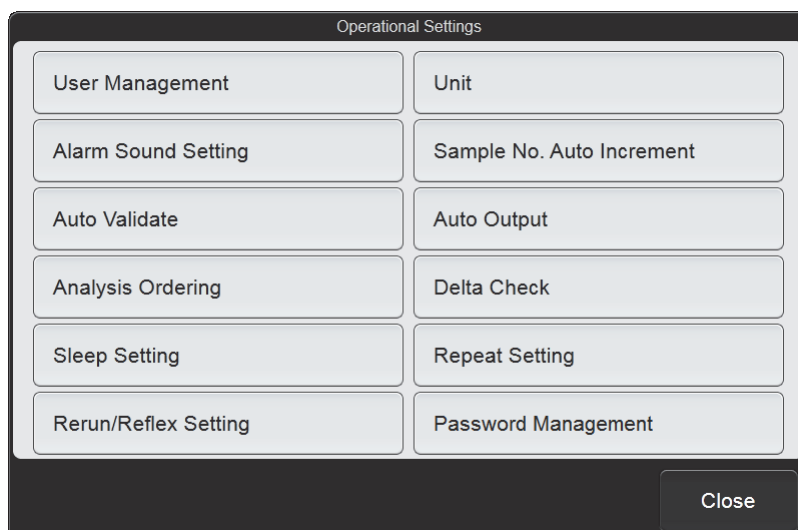 Operational Settings
User Management
Unit
Alarm Sound Setting
Sample No. Auto Increment
Auto Validate
Auto Output
Analysis Ordering
Delta Check
Sleep Setting
Repeat Setting
Rerun/Reflex Setting
Password Management
Close